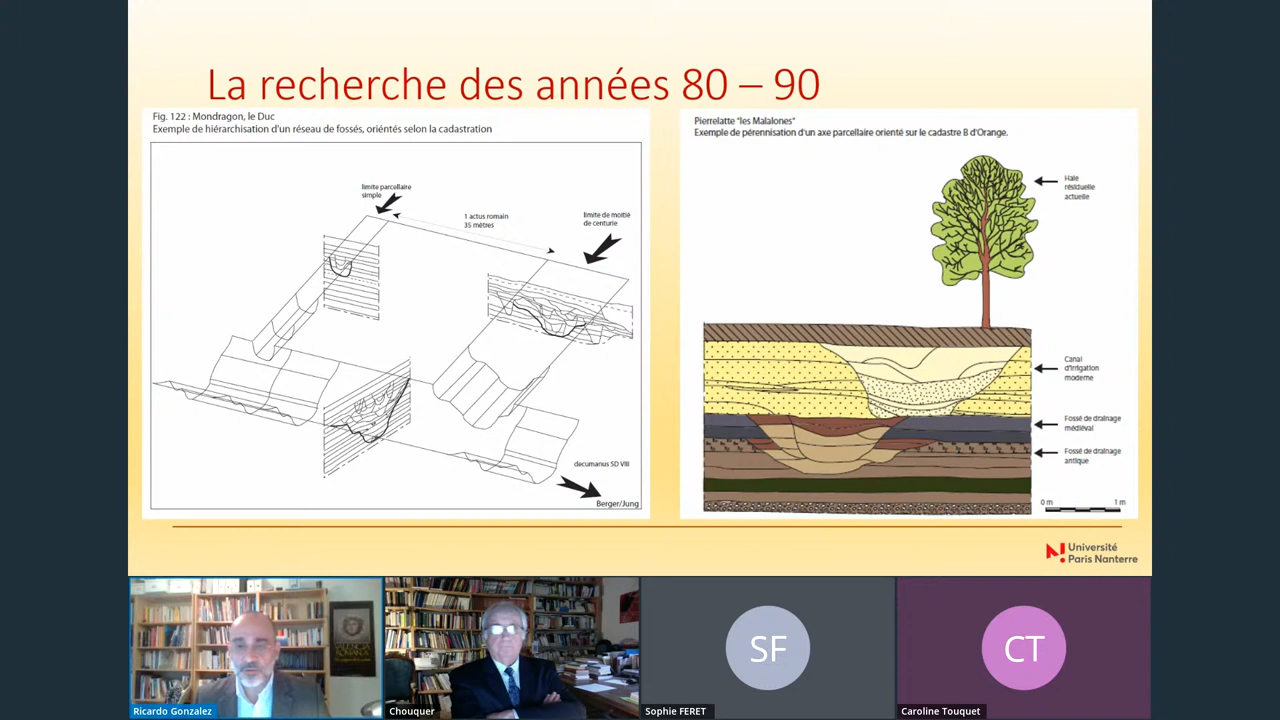 La recherche des années 80 – 90
Fig. 122 : Mondragon, le Duc
Exemple de hiérarchisation d'un réseau de fossés, oriéntés selon la cadastration
limite parcellaire
simple
1 actus romain
35 mètres
limite de moitié
de centurie
decumanus SD VIII
Berger/Jung
Pierrelatte "les Malalones"
Exemple de pérennisation d'un axe parcellaire orienté sur le cadastre B d'Orange.
Haie
résiduelle
actuelle
Canal
d'irrigation
moderne
Fossé de drainage
médiéval
Fossé de drainage
antique
0 m 1 m
Université
Paris Nanterre
VALENCIA
ROMANA
SF
CT
Ricardo Gonzalez
Chouquer
Sophie FERET
Caroline Touquet